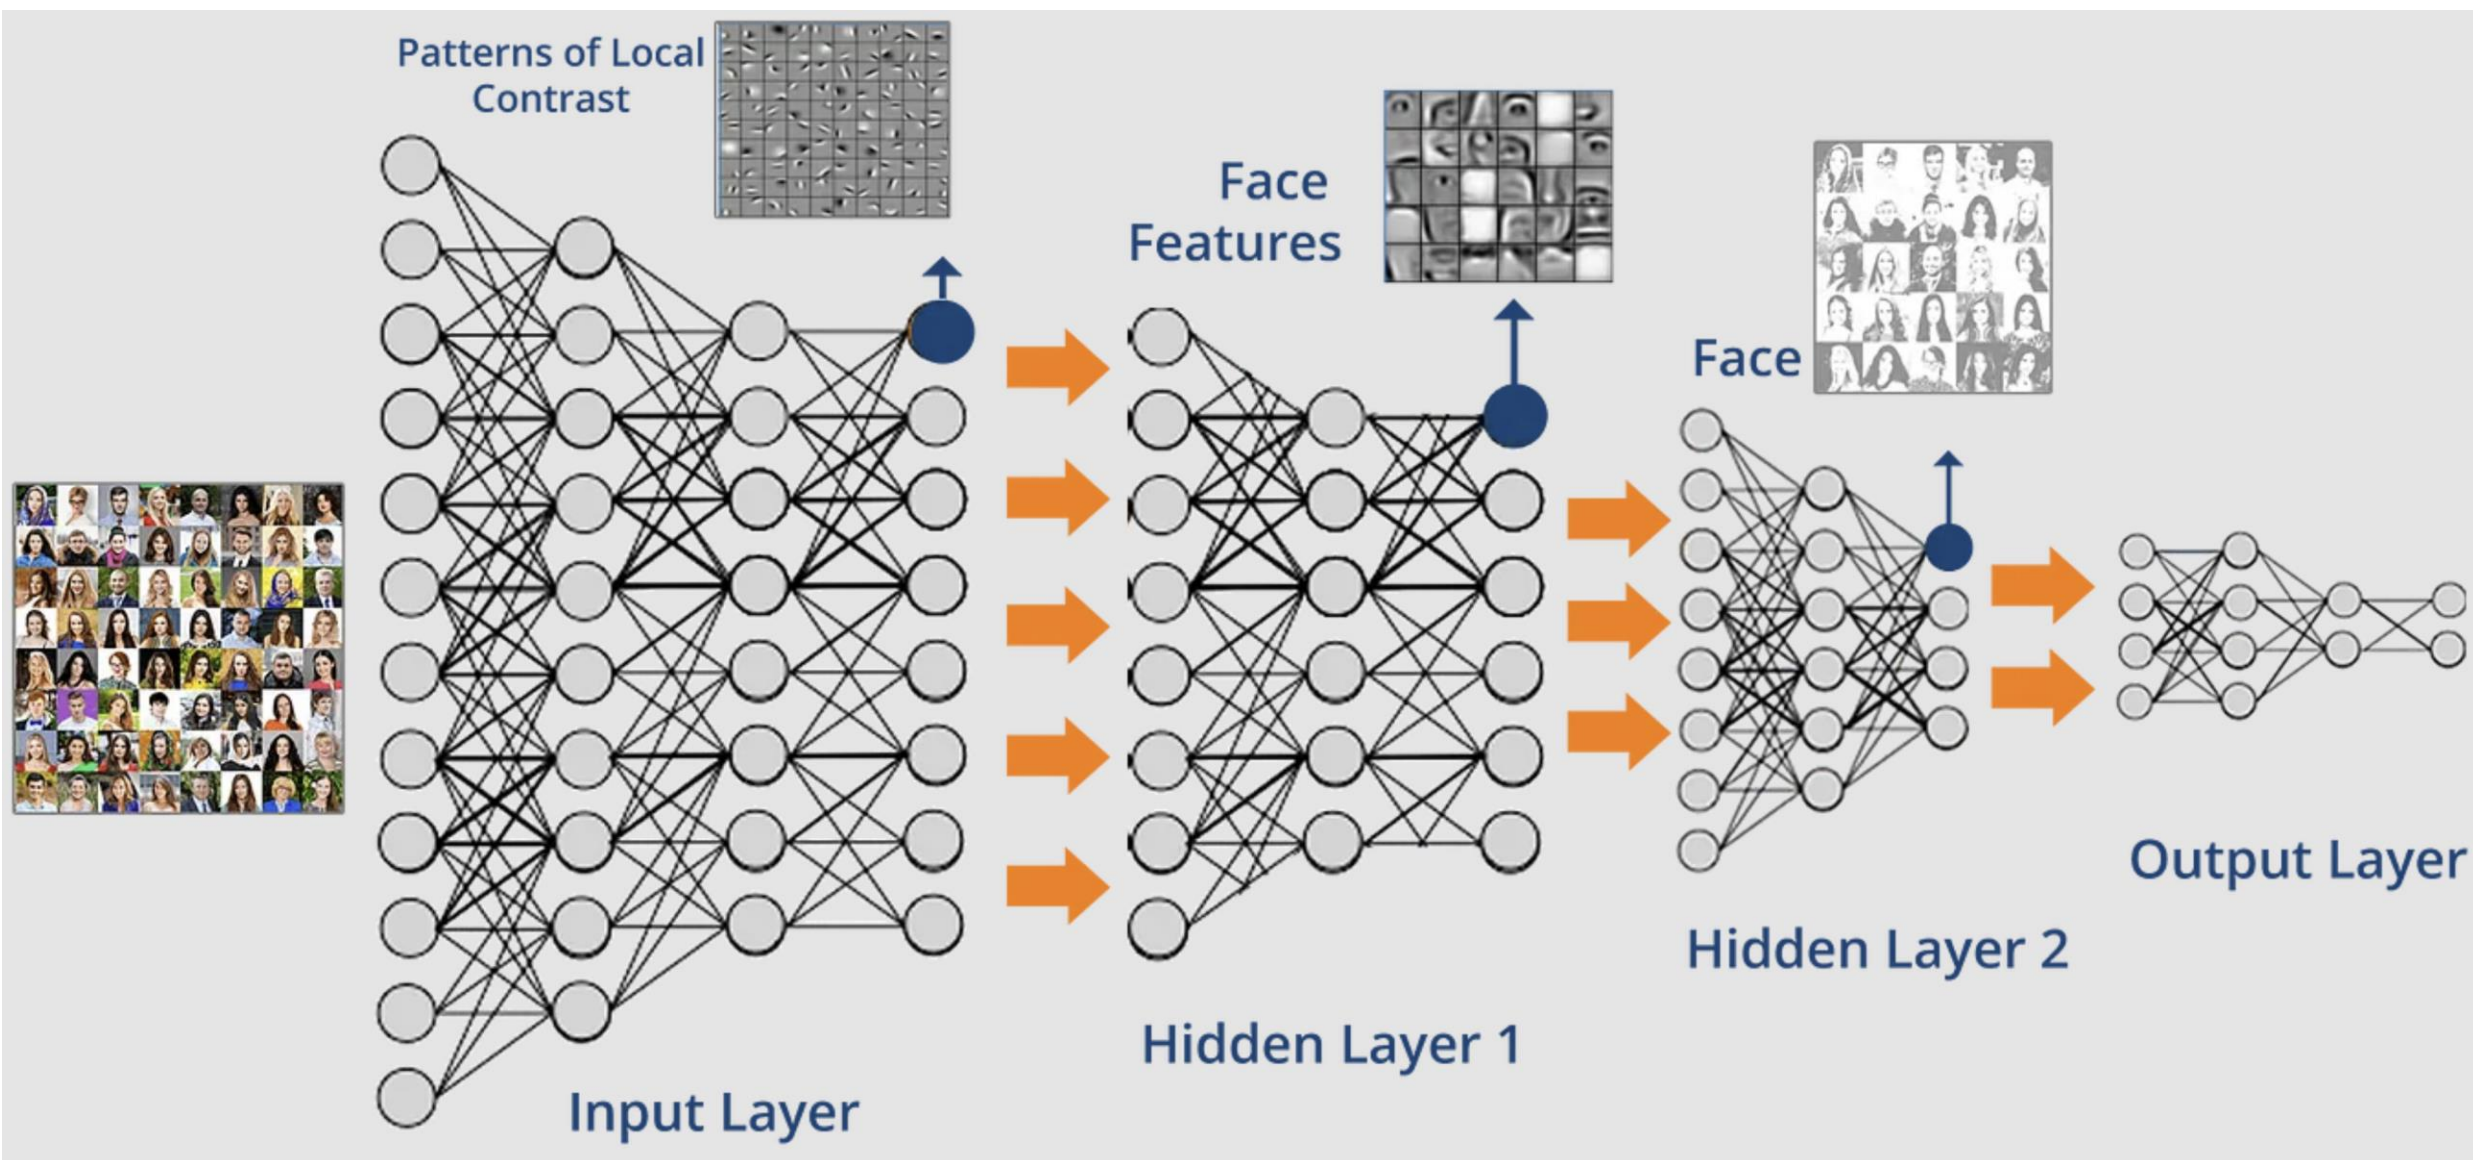 Patterns of Local
Contrast
Face
Features
Face
Input Layer
Hidden Layer 1
Hidden Layer 2
Output Layer